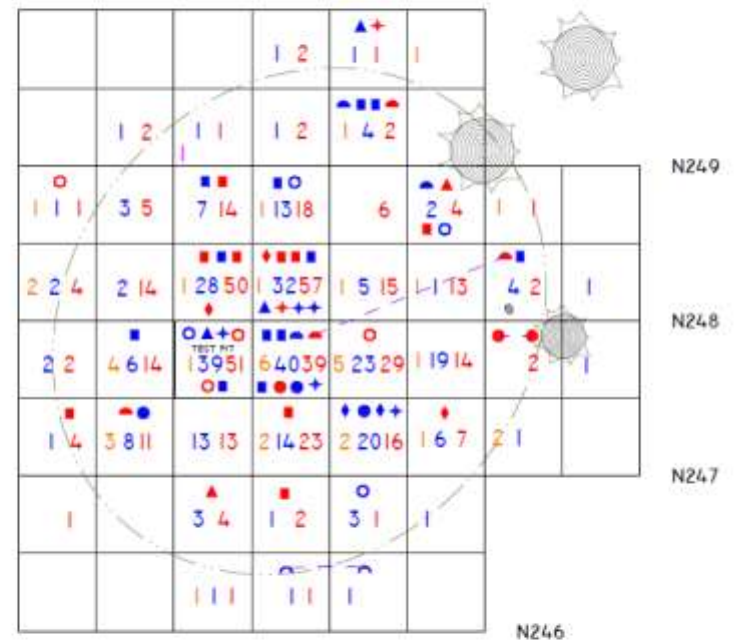 1 2 1 1 1
1 2 1 1 1 2 1 4 2
1
N249
1 1 1 3 5 7 14 1 13 18 6 2 4 1 1
2 2 4 2 14 1 28 50 1 32 57 1 5 15 1 1 13 4 2 1
N248
TEST PIT
2 2 4 6 14 1 39 51 6 40 39 5 23 29 1 19 14 2 1
1 4 3 8 11 13 13 2 14 23 2 20 16 1 6 7 2 1
N247
1 3 4 1 2 3 1 1
1 1 1 1 1 1
N246